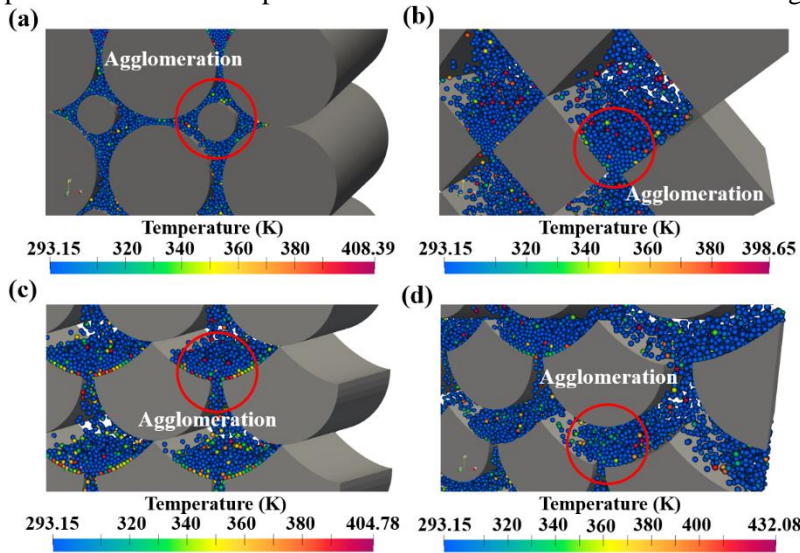 (a)
Agglomeration
Temperature (K)
293.15 320 340 360 380 408.39
(b)
Agglomeration
Temperature (K)
293.15 320 340 360 380 398.65
(c)
Agglomeration
Temperature (K)
293.15 320 340 360 380 404.78
(d)
Agglomeration
Temperature (K)
293.15 320 340 360 380 400 432.08